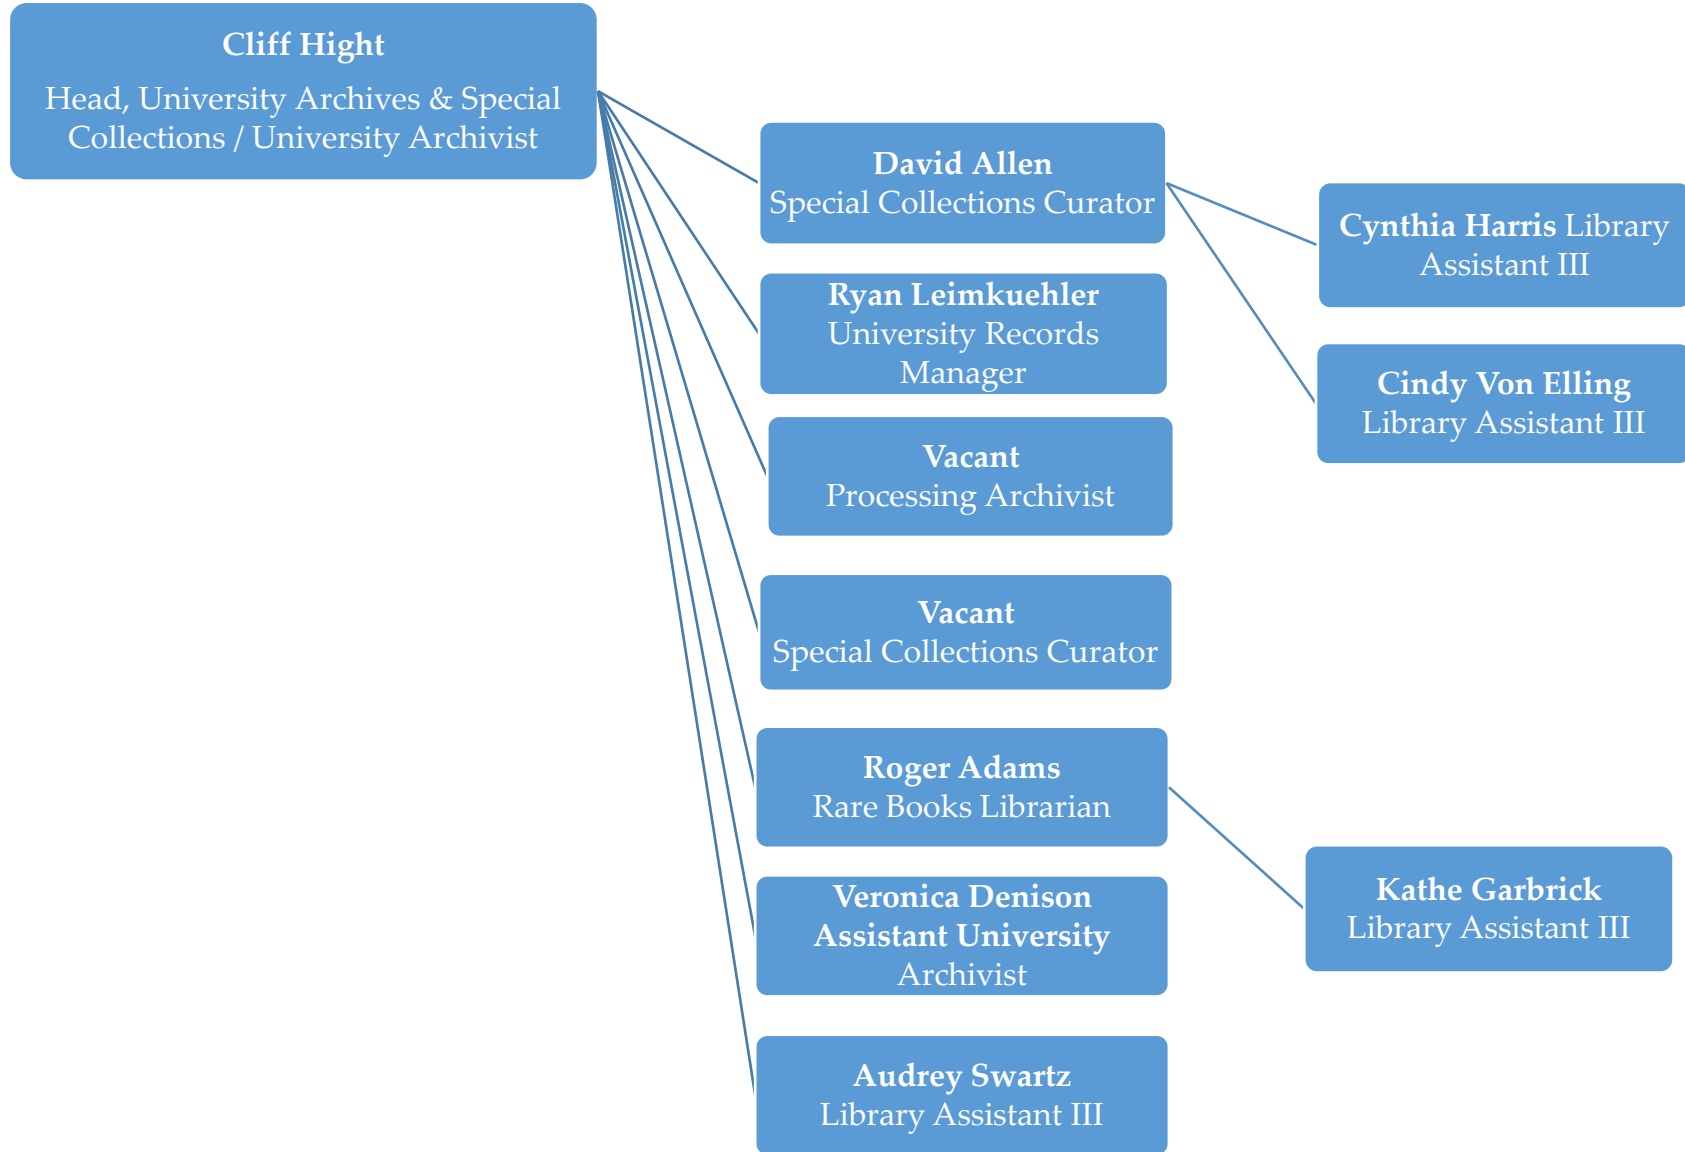 Cliff Hight
Head, University Archives & Special
Collections / University Archivist
David Allen
Special Collections Curator
Cynthia Harris Library
Assistant III
Ryan Leimkuehler
University Records
Manager
Cindy Von Elling
Library Assistant III
Vacant
Processing Archivist
Vacant
Special Collections Curator
Roger Adams
Rare Books Librarian
Veronica Denison
Assistant University
Archivist
Kathe Garbrick
Library Assistant III
Audrey Swartz
Library Assistant III